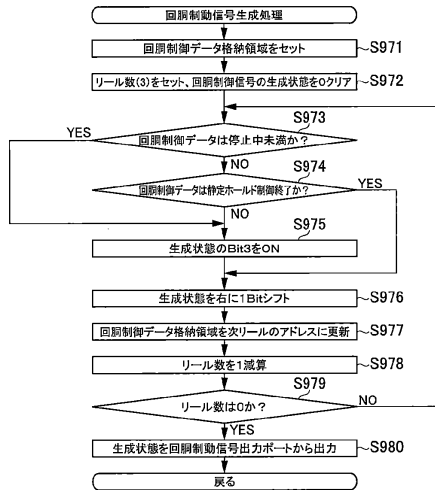 回胴制動信号生成処理
回胴制御データ格納領域をセット
S971
リール数(3)をセット、回胴制御信号の生成状態を0クリア
S972
S973
YES
回胴制御データは停止中未満か?
NO
S974
回胴制御データは静定ホールド制御終了か?
YES
NO
S975
生成状態のBit3をON
生成状態を右に1Bitシフト
S976
回胴制御データ格納領域を次リールのアドレスに更新
S977
リール数を1減算
S978
S979
リール数は0か?
NO
YES
生成状態を回胴制動信号出力ポートから出力
S980
戻る